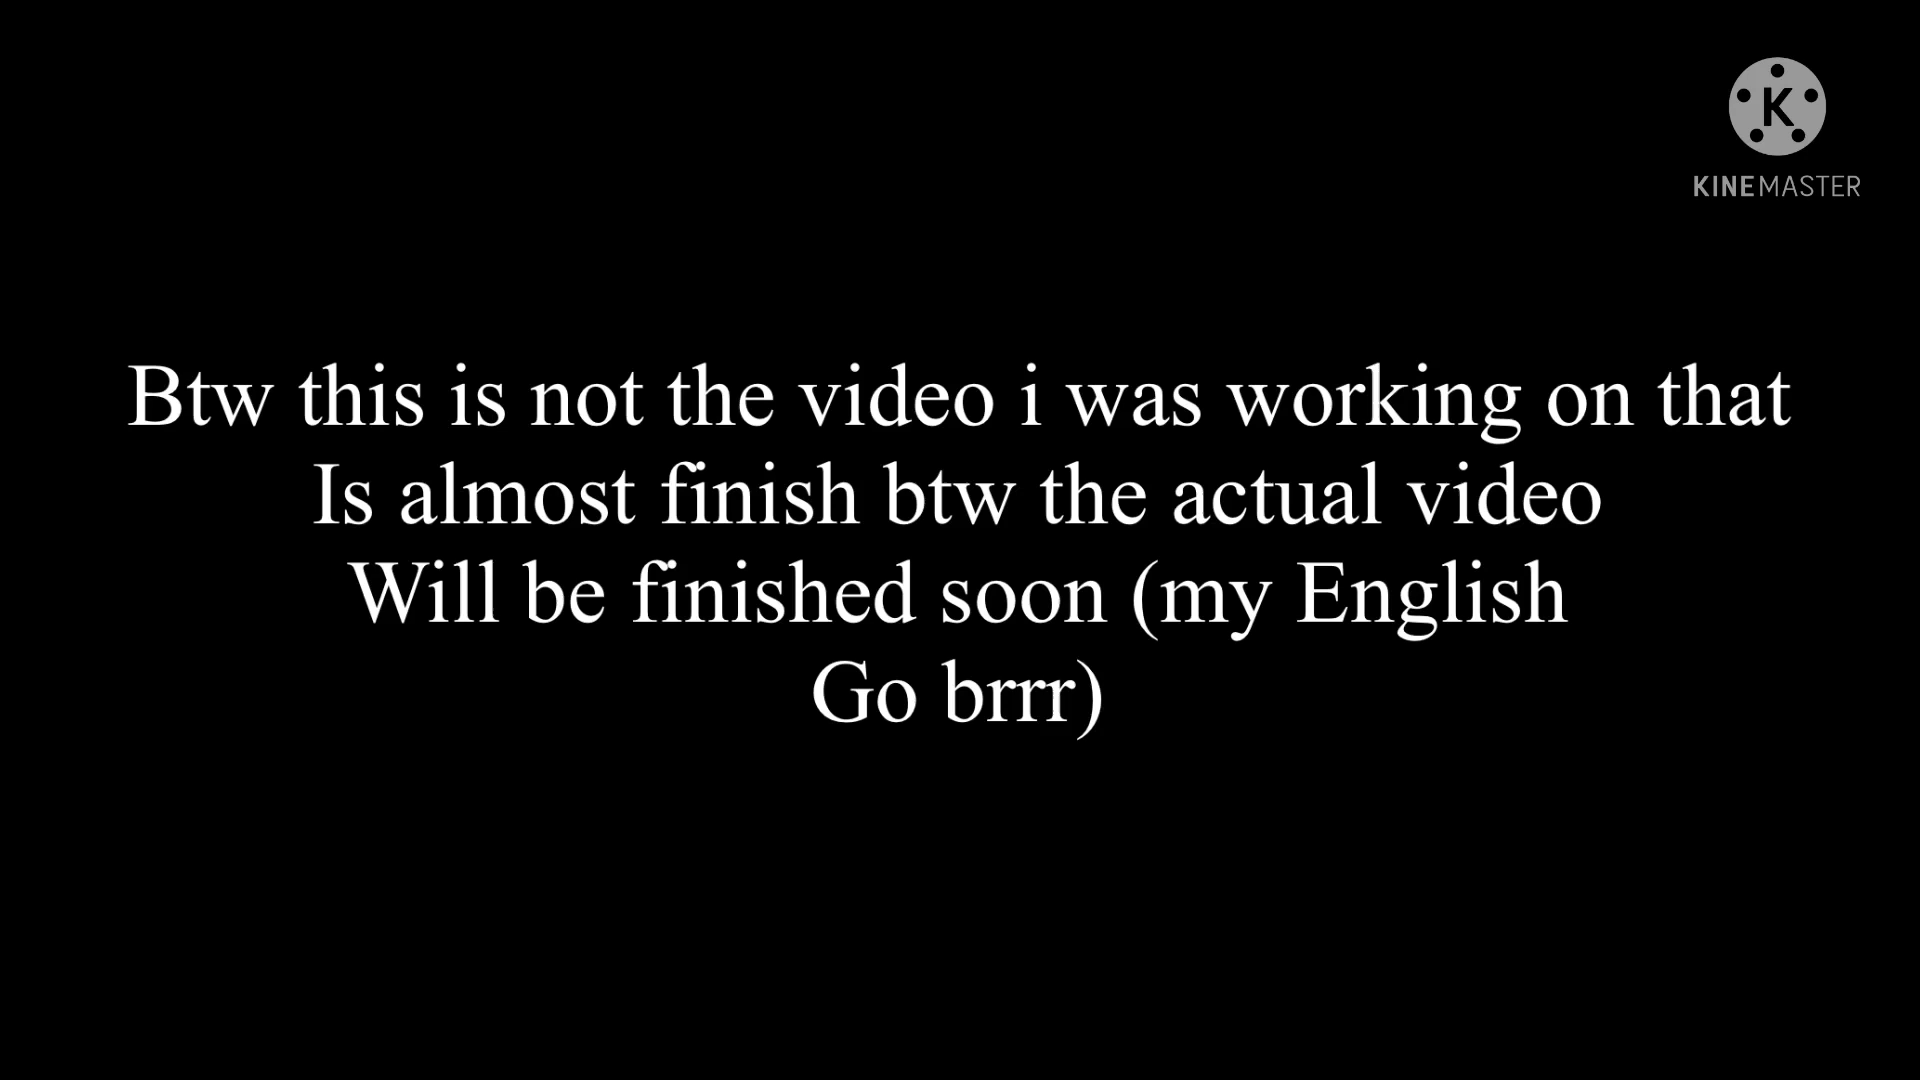 K
KINEMASTER
Btw this is not the video i was working on that
Is almost finish btw the actual video
Will be finished soon (my English
Go brrr)